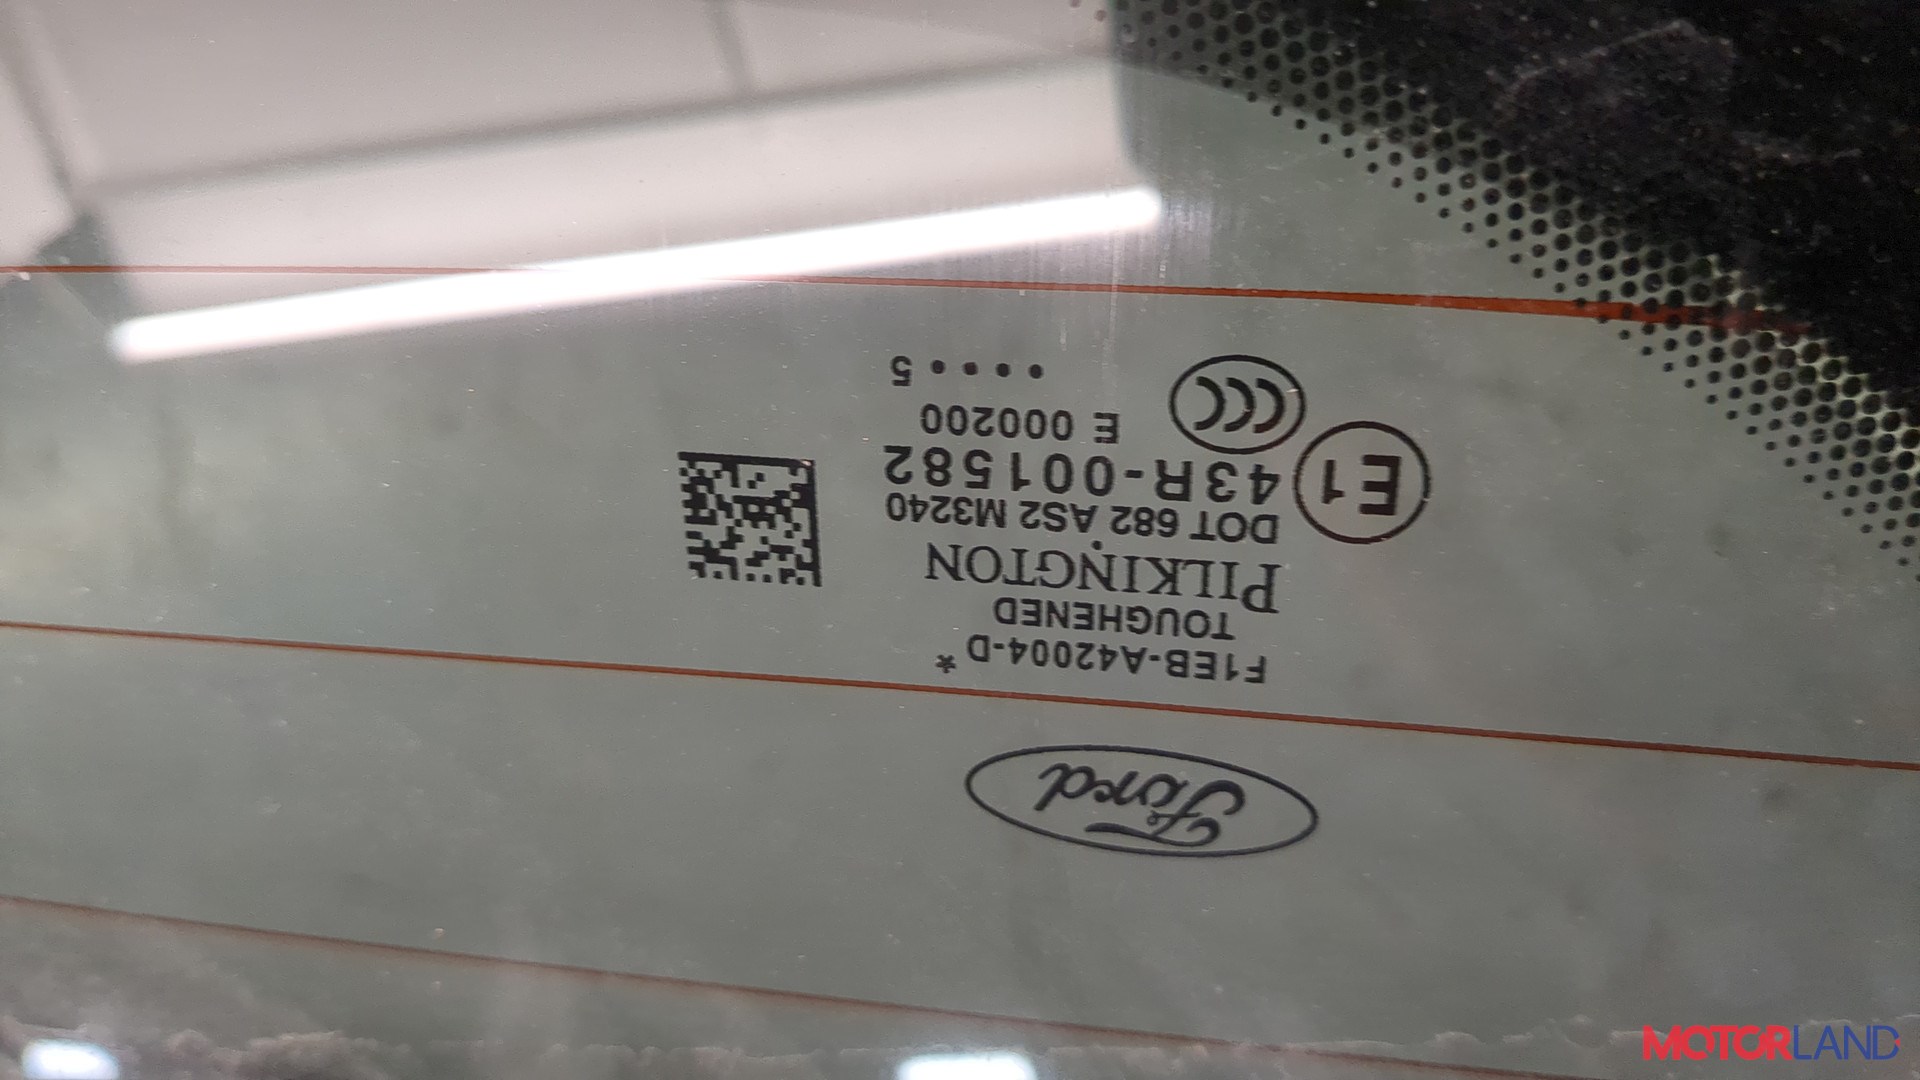 Ford
F1EB-A42004-D *
TOUGHENED
PILKINGTON
DOT 682 AS2 M3240
E1 43R-001582
CCC E 000200
• • • • 5
MOTORLAND